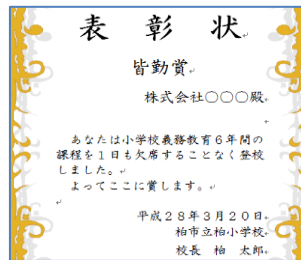 表 彰 状
皆勤賞
株式会社○○○殿
あなたは小学校義務教育６年間の
課程を１日も欠席することなく登校
しました。
よってここに賞します。
平成２８年３月２０日
柏市立柏小学校
校長 柏 太郎